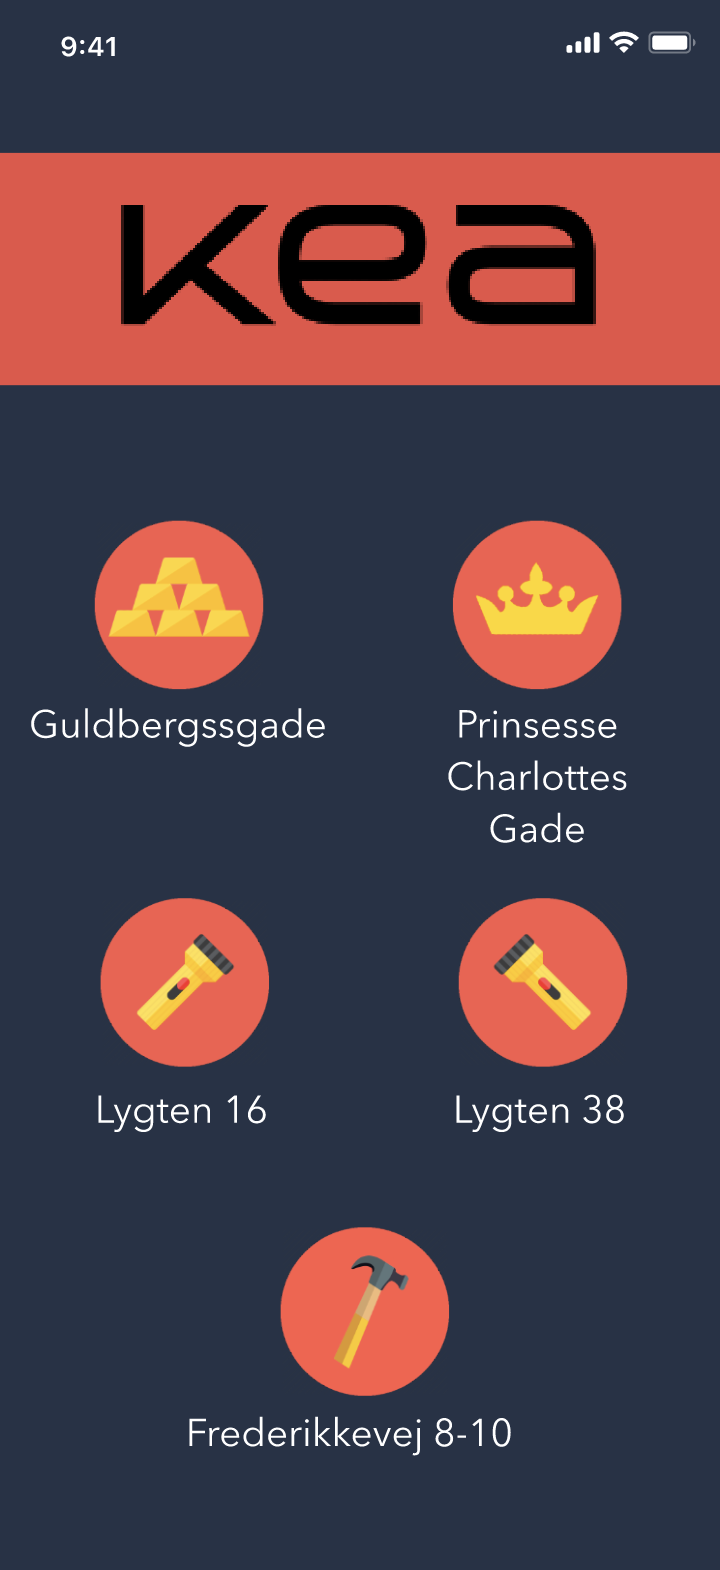 9:41
kea
Guldbergssgade
Prinsesse
Charlottes
Gade
Lygten 16
Lygten 38
Frederikkevej 8-10